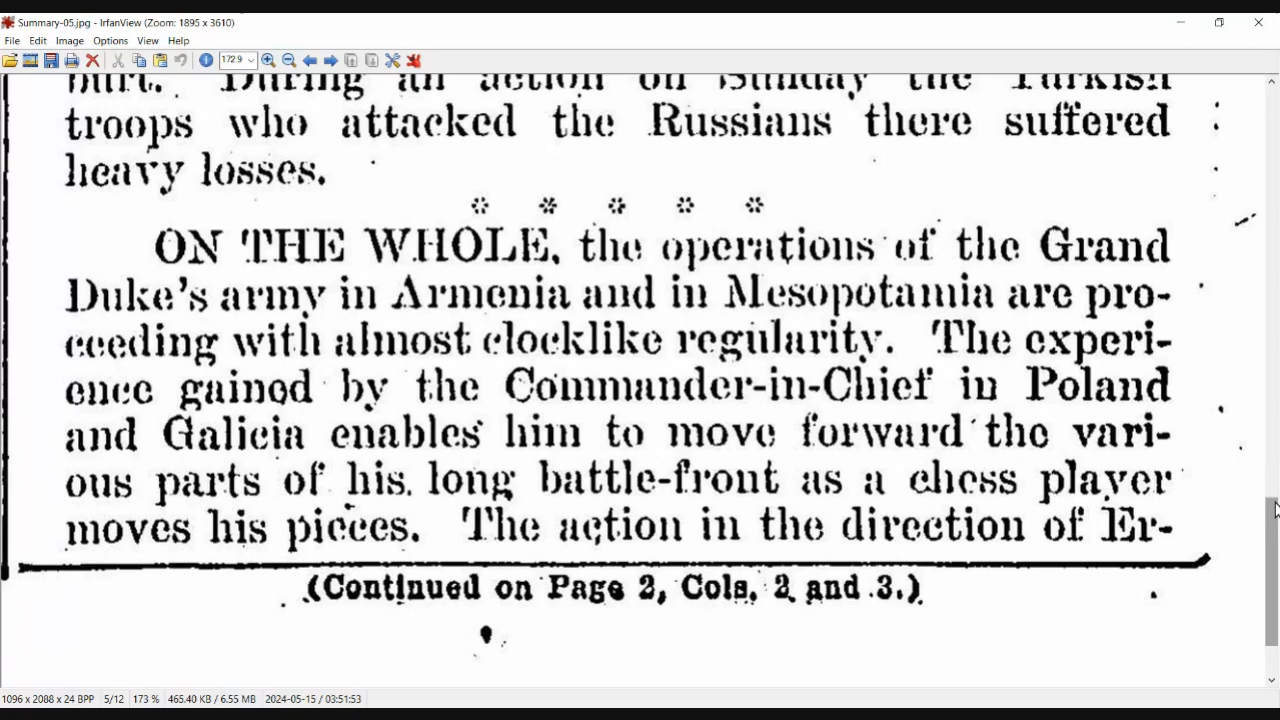 Summary-05.jpg - IrfanView (Zoom: 1895 x 3610)
File Edit Image Options View Help
172.9
hurt. During an action on Sunday the Turkish
troops who attacked the Russians there suffered
heavy losses.
ON THE WHOLE, the operations of the Grand
Duke's army in Armenia and in Mesopotamia are pro-
ceeding with almost clocklike regularity. The experi-
ence gained by the Commander-in-Chief in Poland
and Galicia enables him to move forward the vari-
ous parts of his long battle-front as a chess player
moves his pieces. The action in the direction of Er-
(Continued on Page 2, Cols, 2 and 3.)
1096 x 2088 x 24 BPP 5/12 173 % 465.40 KB / 6.55 MB 2024-05-15 / 03:51:53